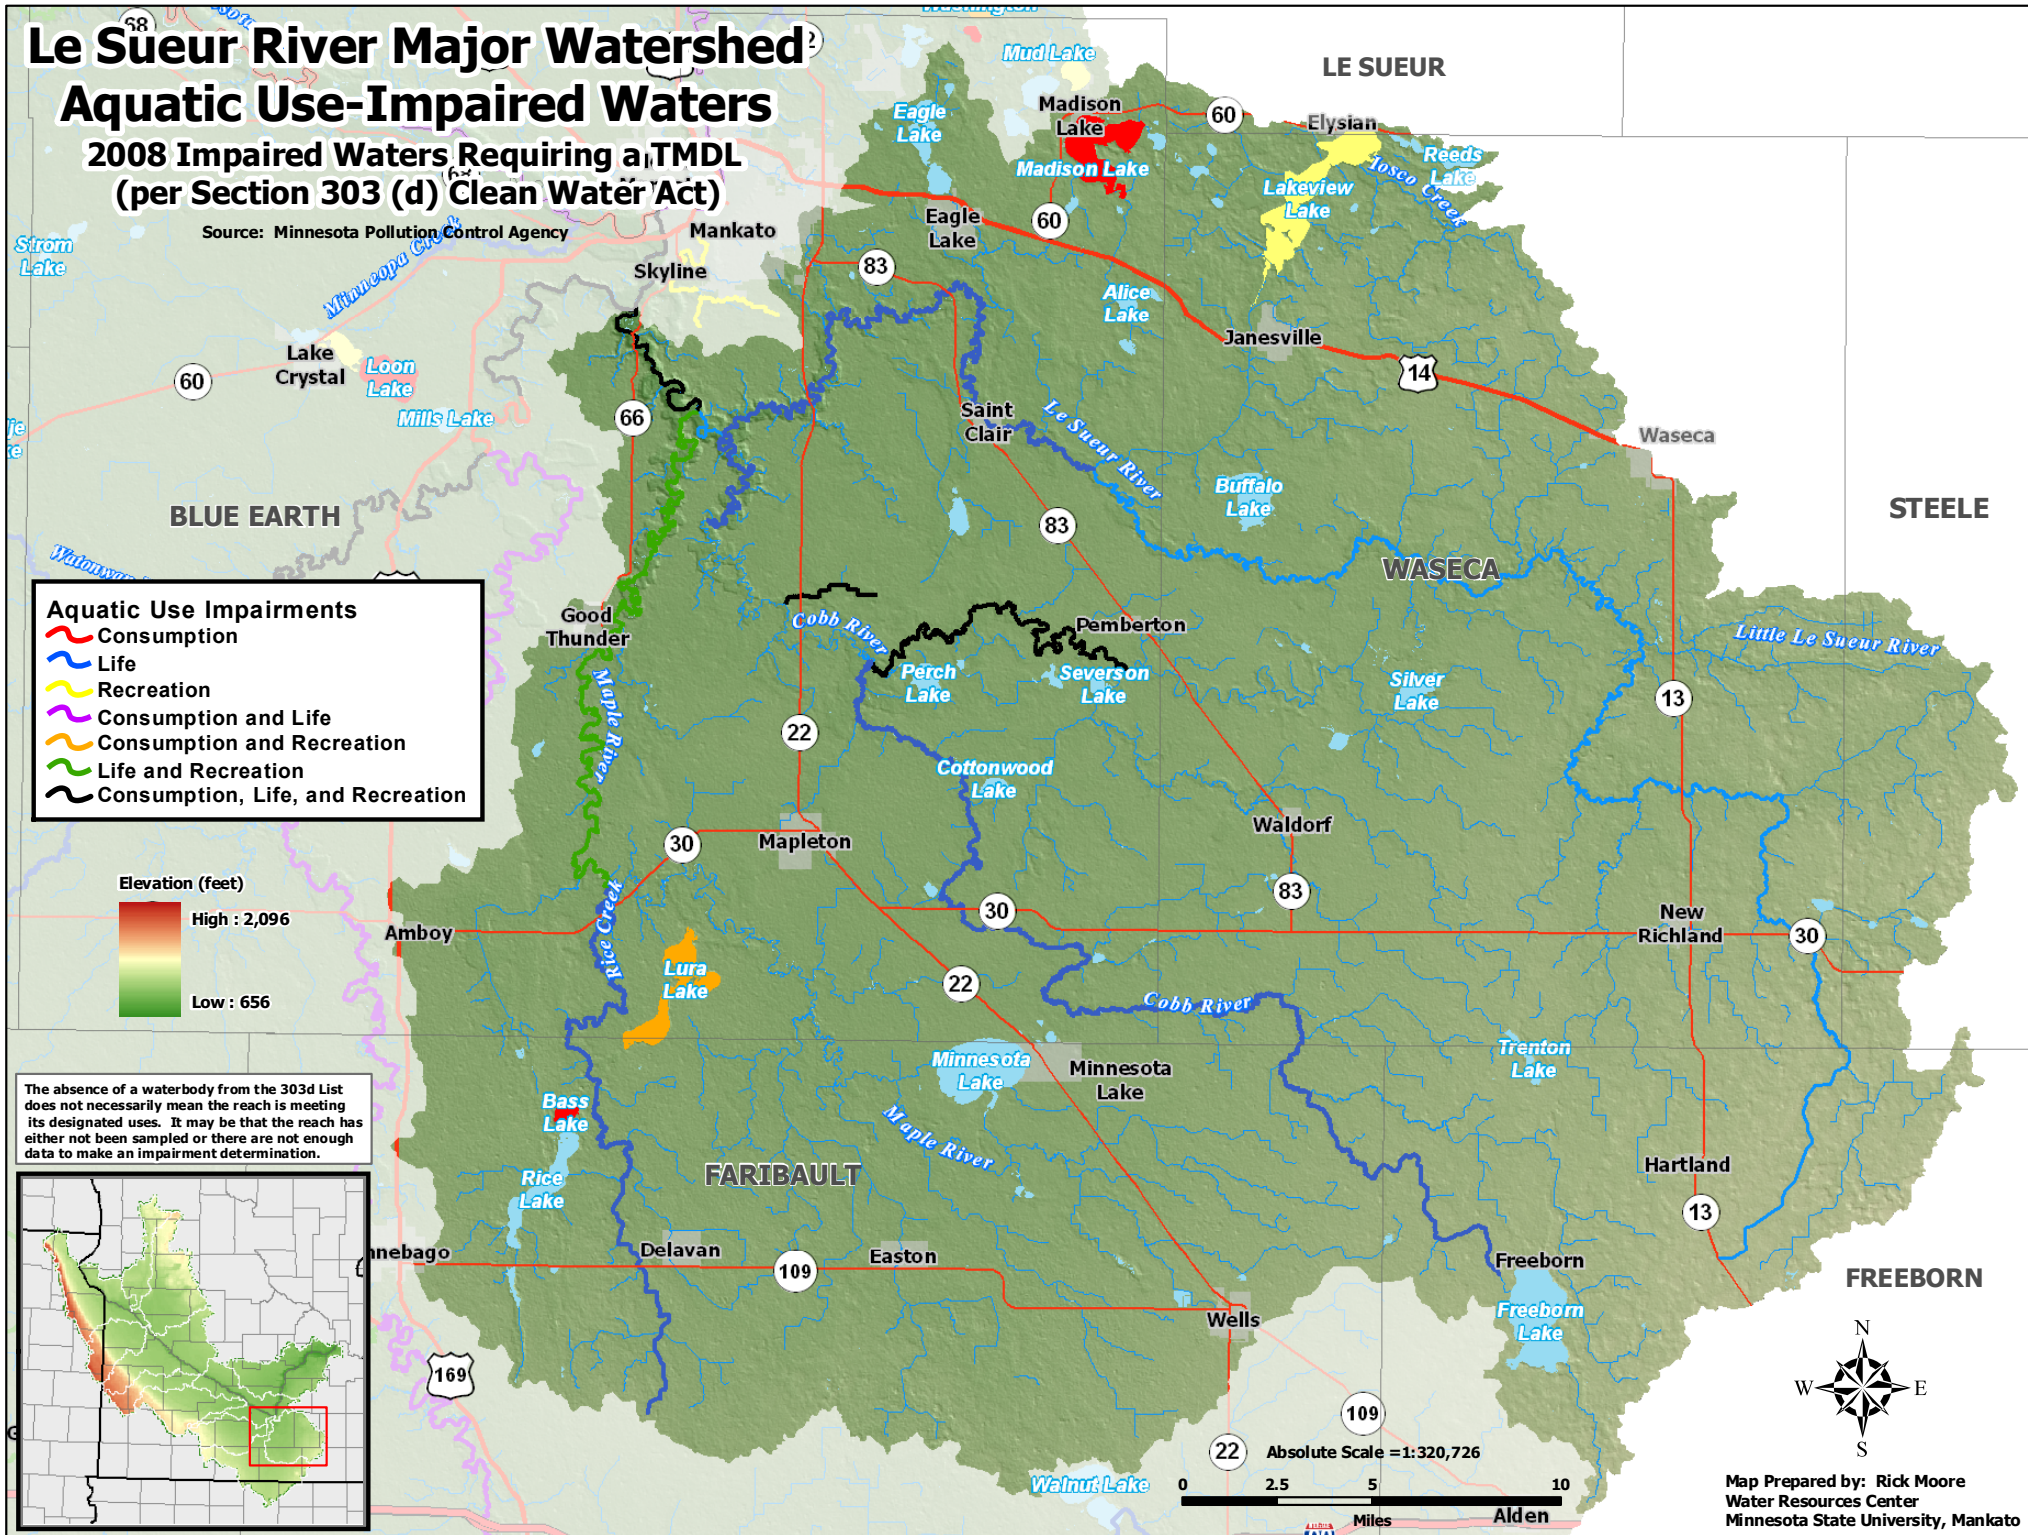 Le Sueur River Major Watershed
Aquatic Use-Impaired Waters
2008 Impaired Waters Requiring a TMDL
(per Section 303 (d) Clean Water Act)
Source: Minnesota Pollution Control Agency
68
Washington
Mud Lake
LE SUEUR
Madison
Lake
Madison Lake
60
Elysian
Reeds
Lake
Iosco Creek
Lakeview
Lake
Eagle
Lake
Eagle
Lake
60
Mankato
Skyline
83
Strom
Lake
Minneopa Creek
Alice
Lake
Janesville
14
Lake
Crystal
Loon
Lake
60
Mills Lake
66
Saint
Clair
Le Sueur River
Waseca
Buffalo
Lake
BLUE EARTH
STEELE
83
WASECA
Aquatic Use Impairments
Consumption
Life
Recreation
Consumption and Life
Consumption and Recreation
Life and Recreation
Consumption, Life, and Recreation
Good
Thunder
Cobb River
Pemberton
Little Le Sueur River
Perch
Lake
Severson
Lake
Silver
Lake
13
Maple River
22
Cottonwood
Lake
Waldorf
30
Mapleton
Elevation (feet)
High : 2,096
Low : 656
83
30
New
Richland
30
Amboy
Rice Creek
Lura
Lake
22
Cobb River
Minnesota
Lake
Minnesota
Lake
Trenton
Lake
The absence of a waterbody from the 303d List
does not necessarily mean the reach is meeting
its designated uses. It may be that the reach has
either not been sampled or there are not enough
data to make an impairment determination.
Bass
Lake
Maple River
FARIBAULT
Rice
Lake
Hartland
13
nnebago
Delavan
109
Easton
Freeborn
FREEBORN
Freeborn
Lake
Wells
169
109
22
Absolute Scale =1:320,726
0 2.5 5 10
Miles
Walnut Lake
Alden
N
W E
S
Map Prepared by: Rick Moore
Water Resources Center
Minnesota State University, Mankato